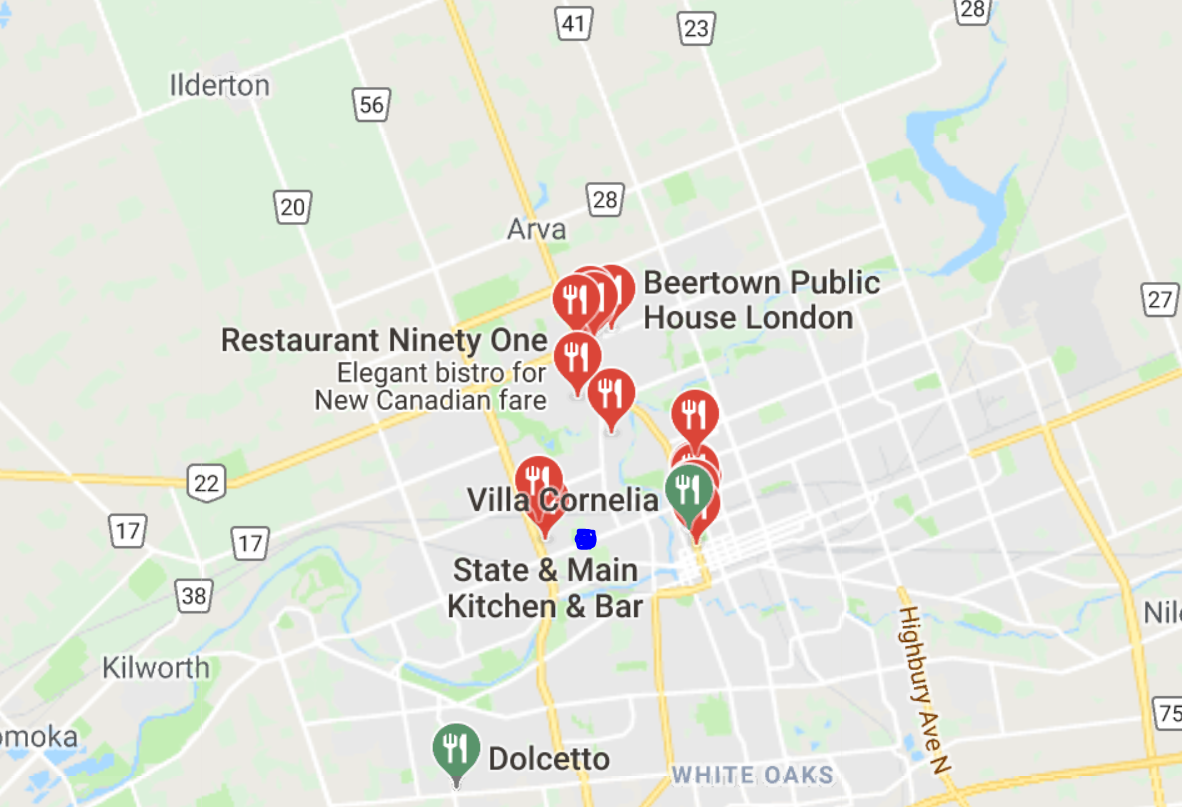 28
41
23
Ilderton
56
20
28
Arva
27
Beertown Public
House London
Restaurant Ninety One
Elegant bistro for
New Canadian fare
22
Villa Cornelia
17
17
State & Main
Kitchen & Bar
38
Highbury Ave N
Kilworth
75
Dolcetto
WHITE OAKS